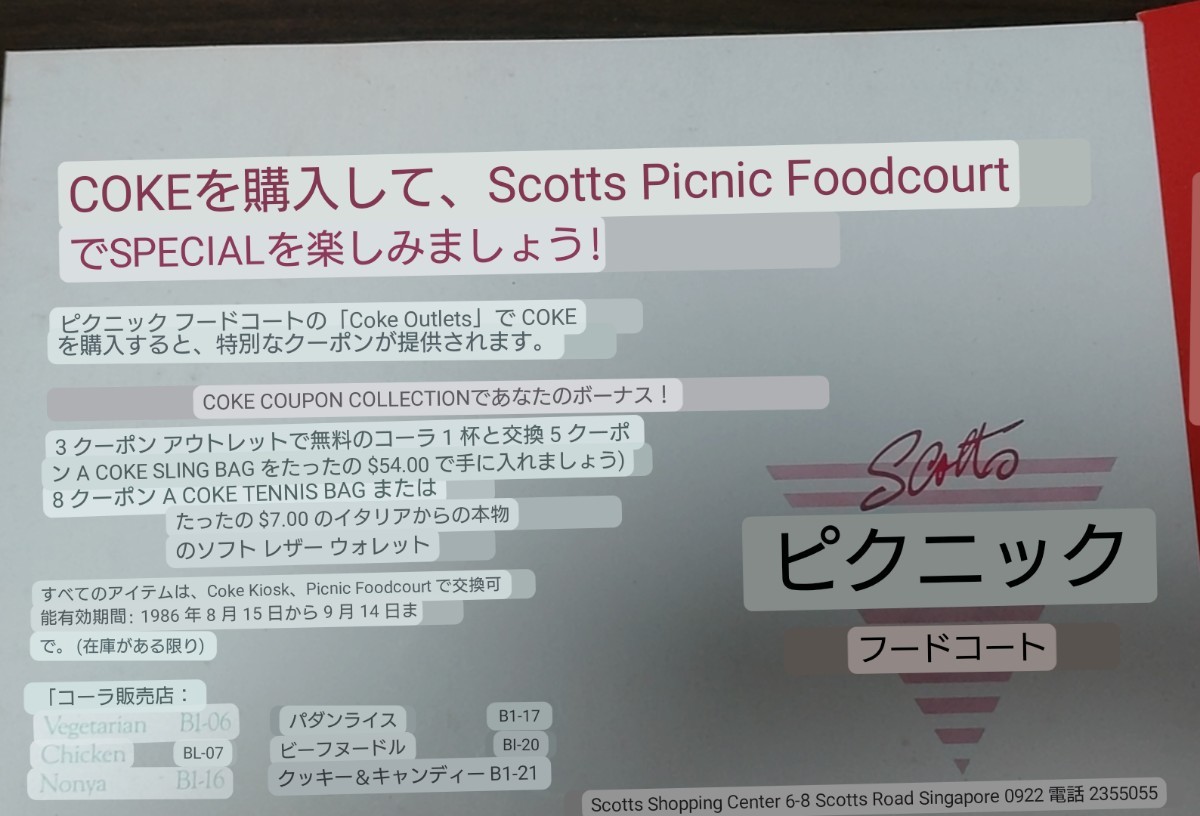 COKEを購入して、Scotts Picnic Foodcourt
でSPECIALを楽しみましょう!
ピクニック フードコートの「Coke Outlets」で COKE
を購入すると、特別なクーポンが提供されます。
COKE COUPON COLLECTIONであなたのボーナス！
3 クーポン アウトレットで無料のコーラ 1 杯と交換 5 クーポ
ン A COKE SLING BAG をたったの $54.00 で手に入れましょう)
8 クーポン A COKE TENNIS BAG または
たったの $7.00 のイタリアからの本物
のソフト レザー ウォレット
すべてのアイテムは、Coke Kiosk、Picnic Foodcourt で交換可
能有効期間: 1986 年 8 月 15 日から 9 月 14 日ま
で。(在庫がある限り)
「コーラ販売店：
Vegetarian BI-06
Chicken BL-07
Nonya BI-16
パダンライス B1-17
ビーフヌードル BI-20
クッキー＆キャンディー B1-21
Scotts
ピクニック
フードコート
Scotts Shopping Center 6-8 Scotts Road Singapore 0922 電話 2355055